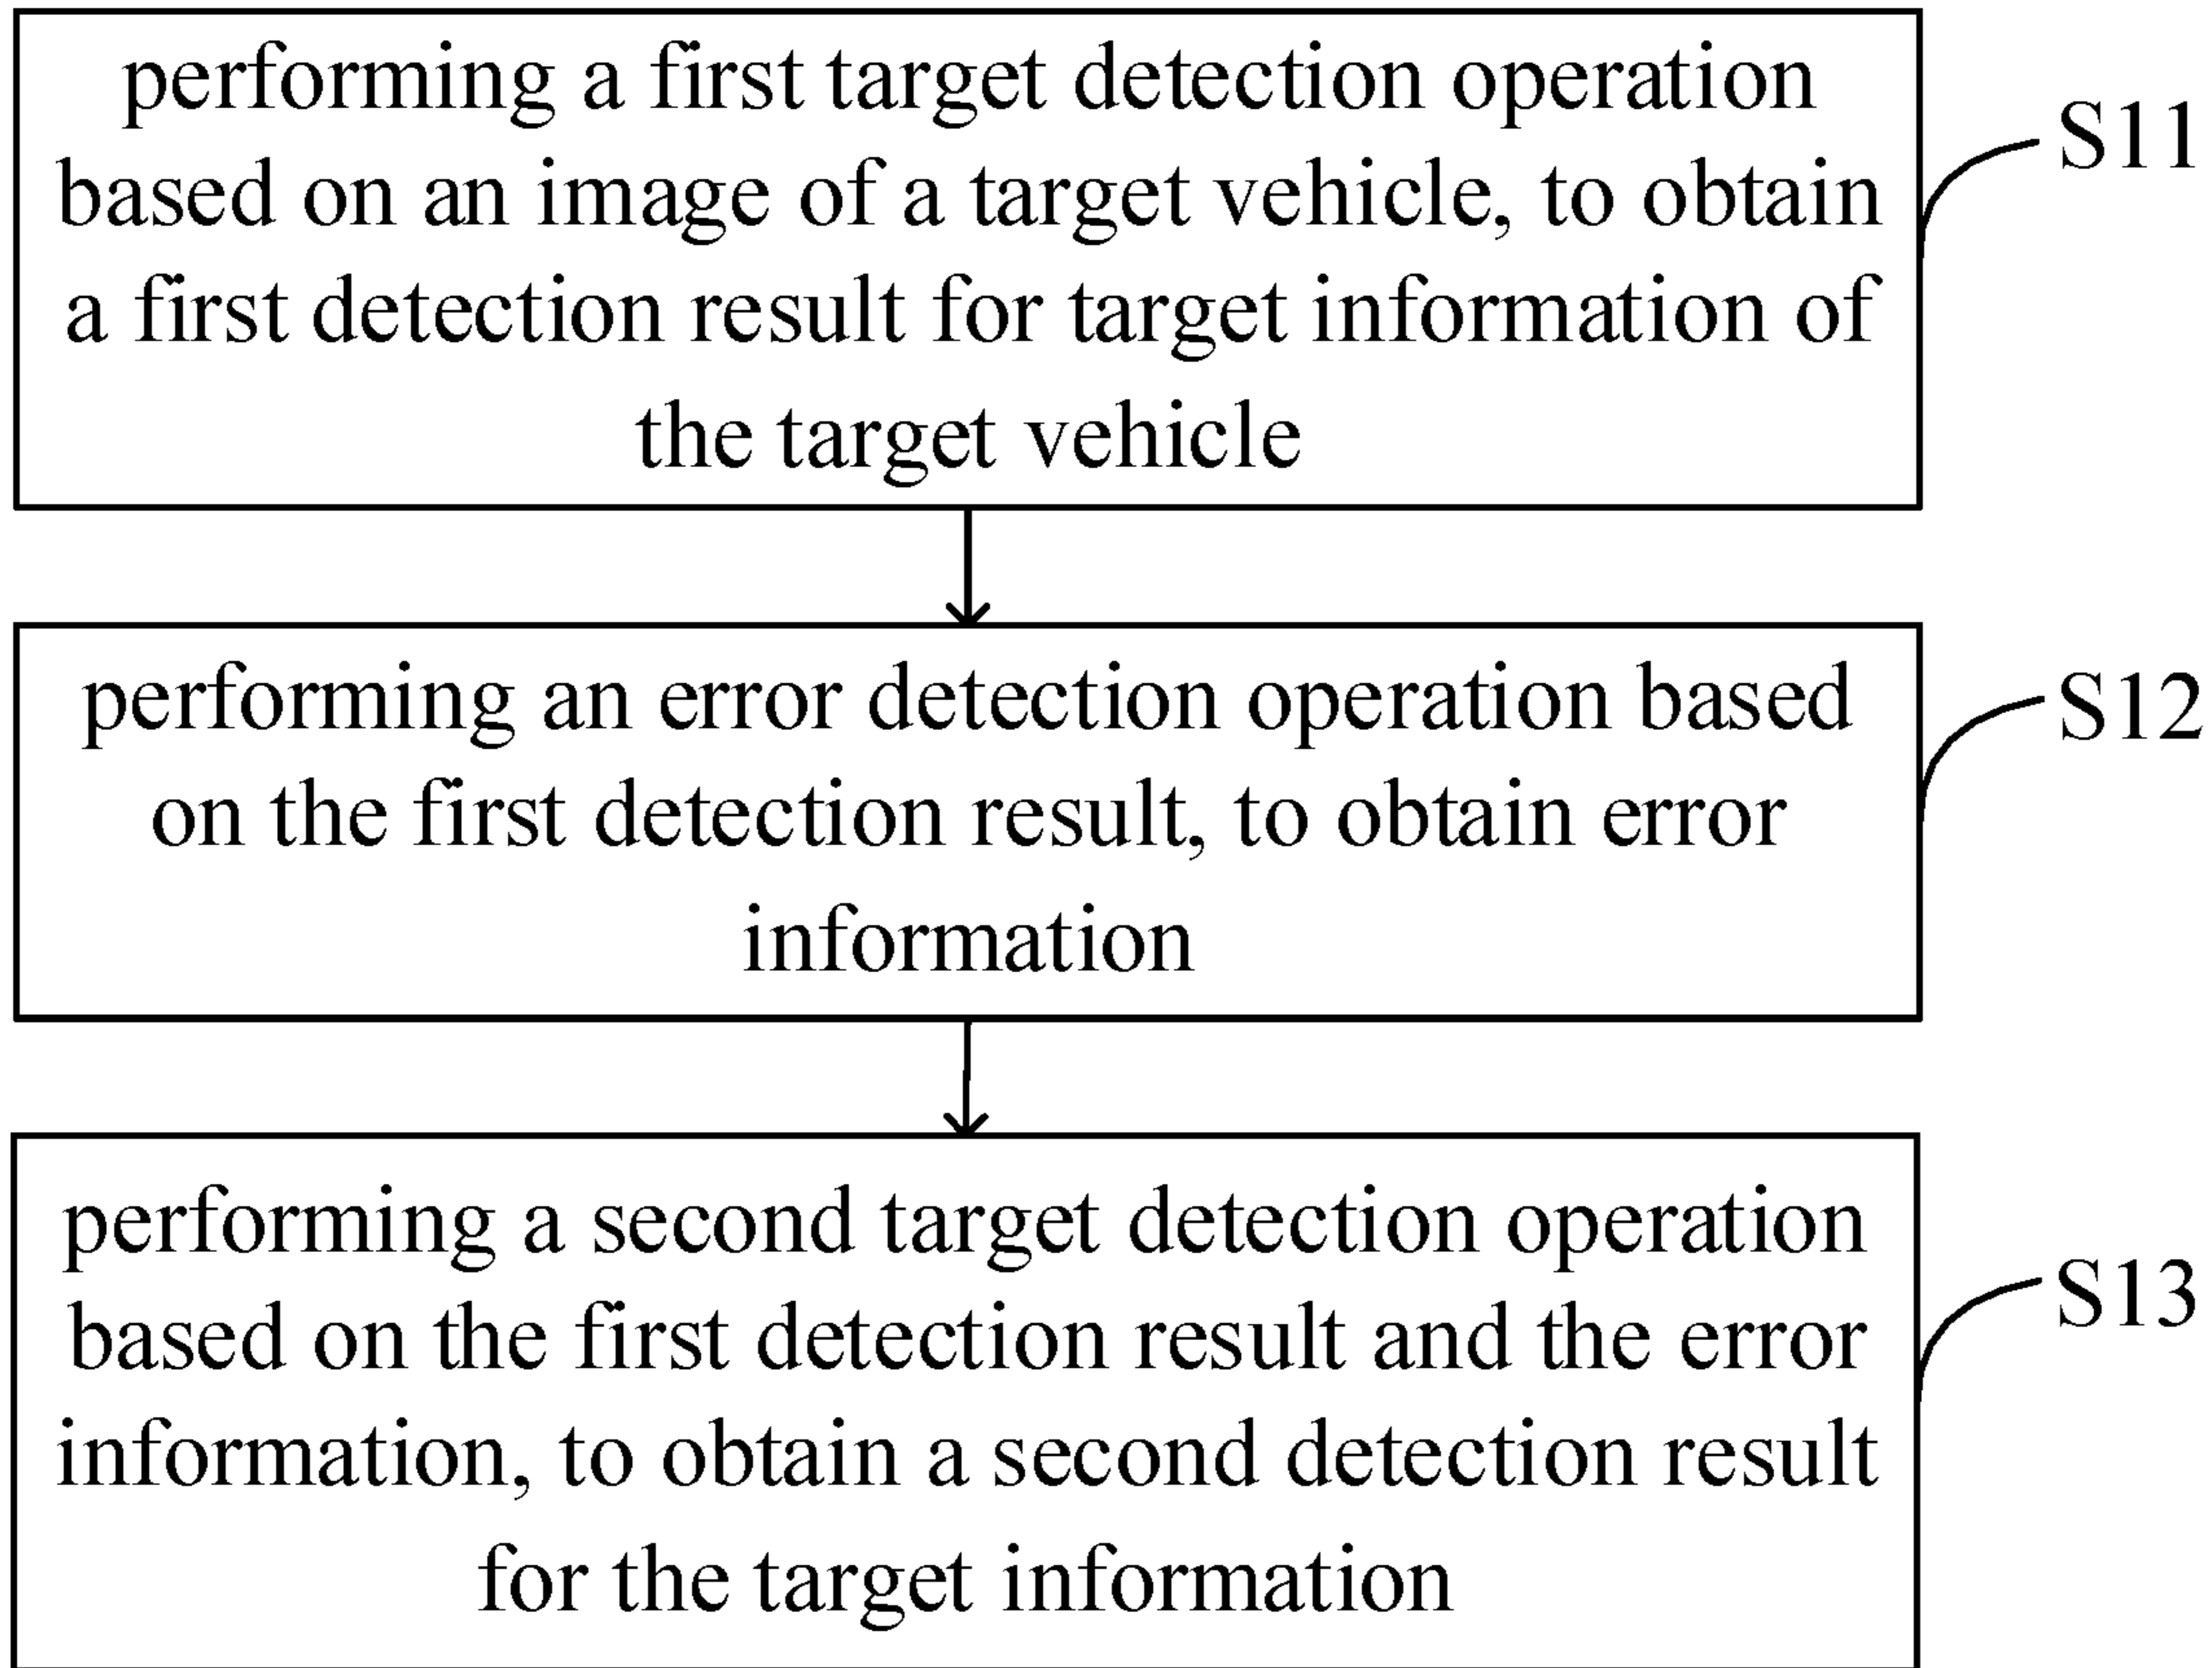 performing a first target detection operation
based on an image of a target vehicle, to obtain
a first detection result for target information of
the target vehicle
S11
performing an error detection operation based
on the first detection result, to obtain error
information
S12
performing a second target detection operation
based on the first detection result and the error
information, to obtain a second detection result
for the target information
S13